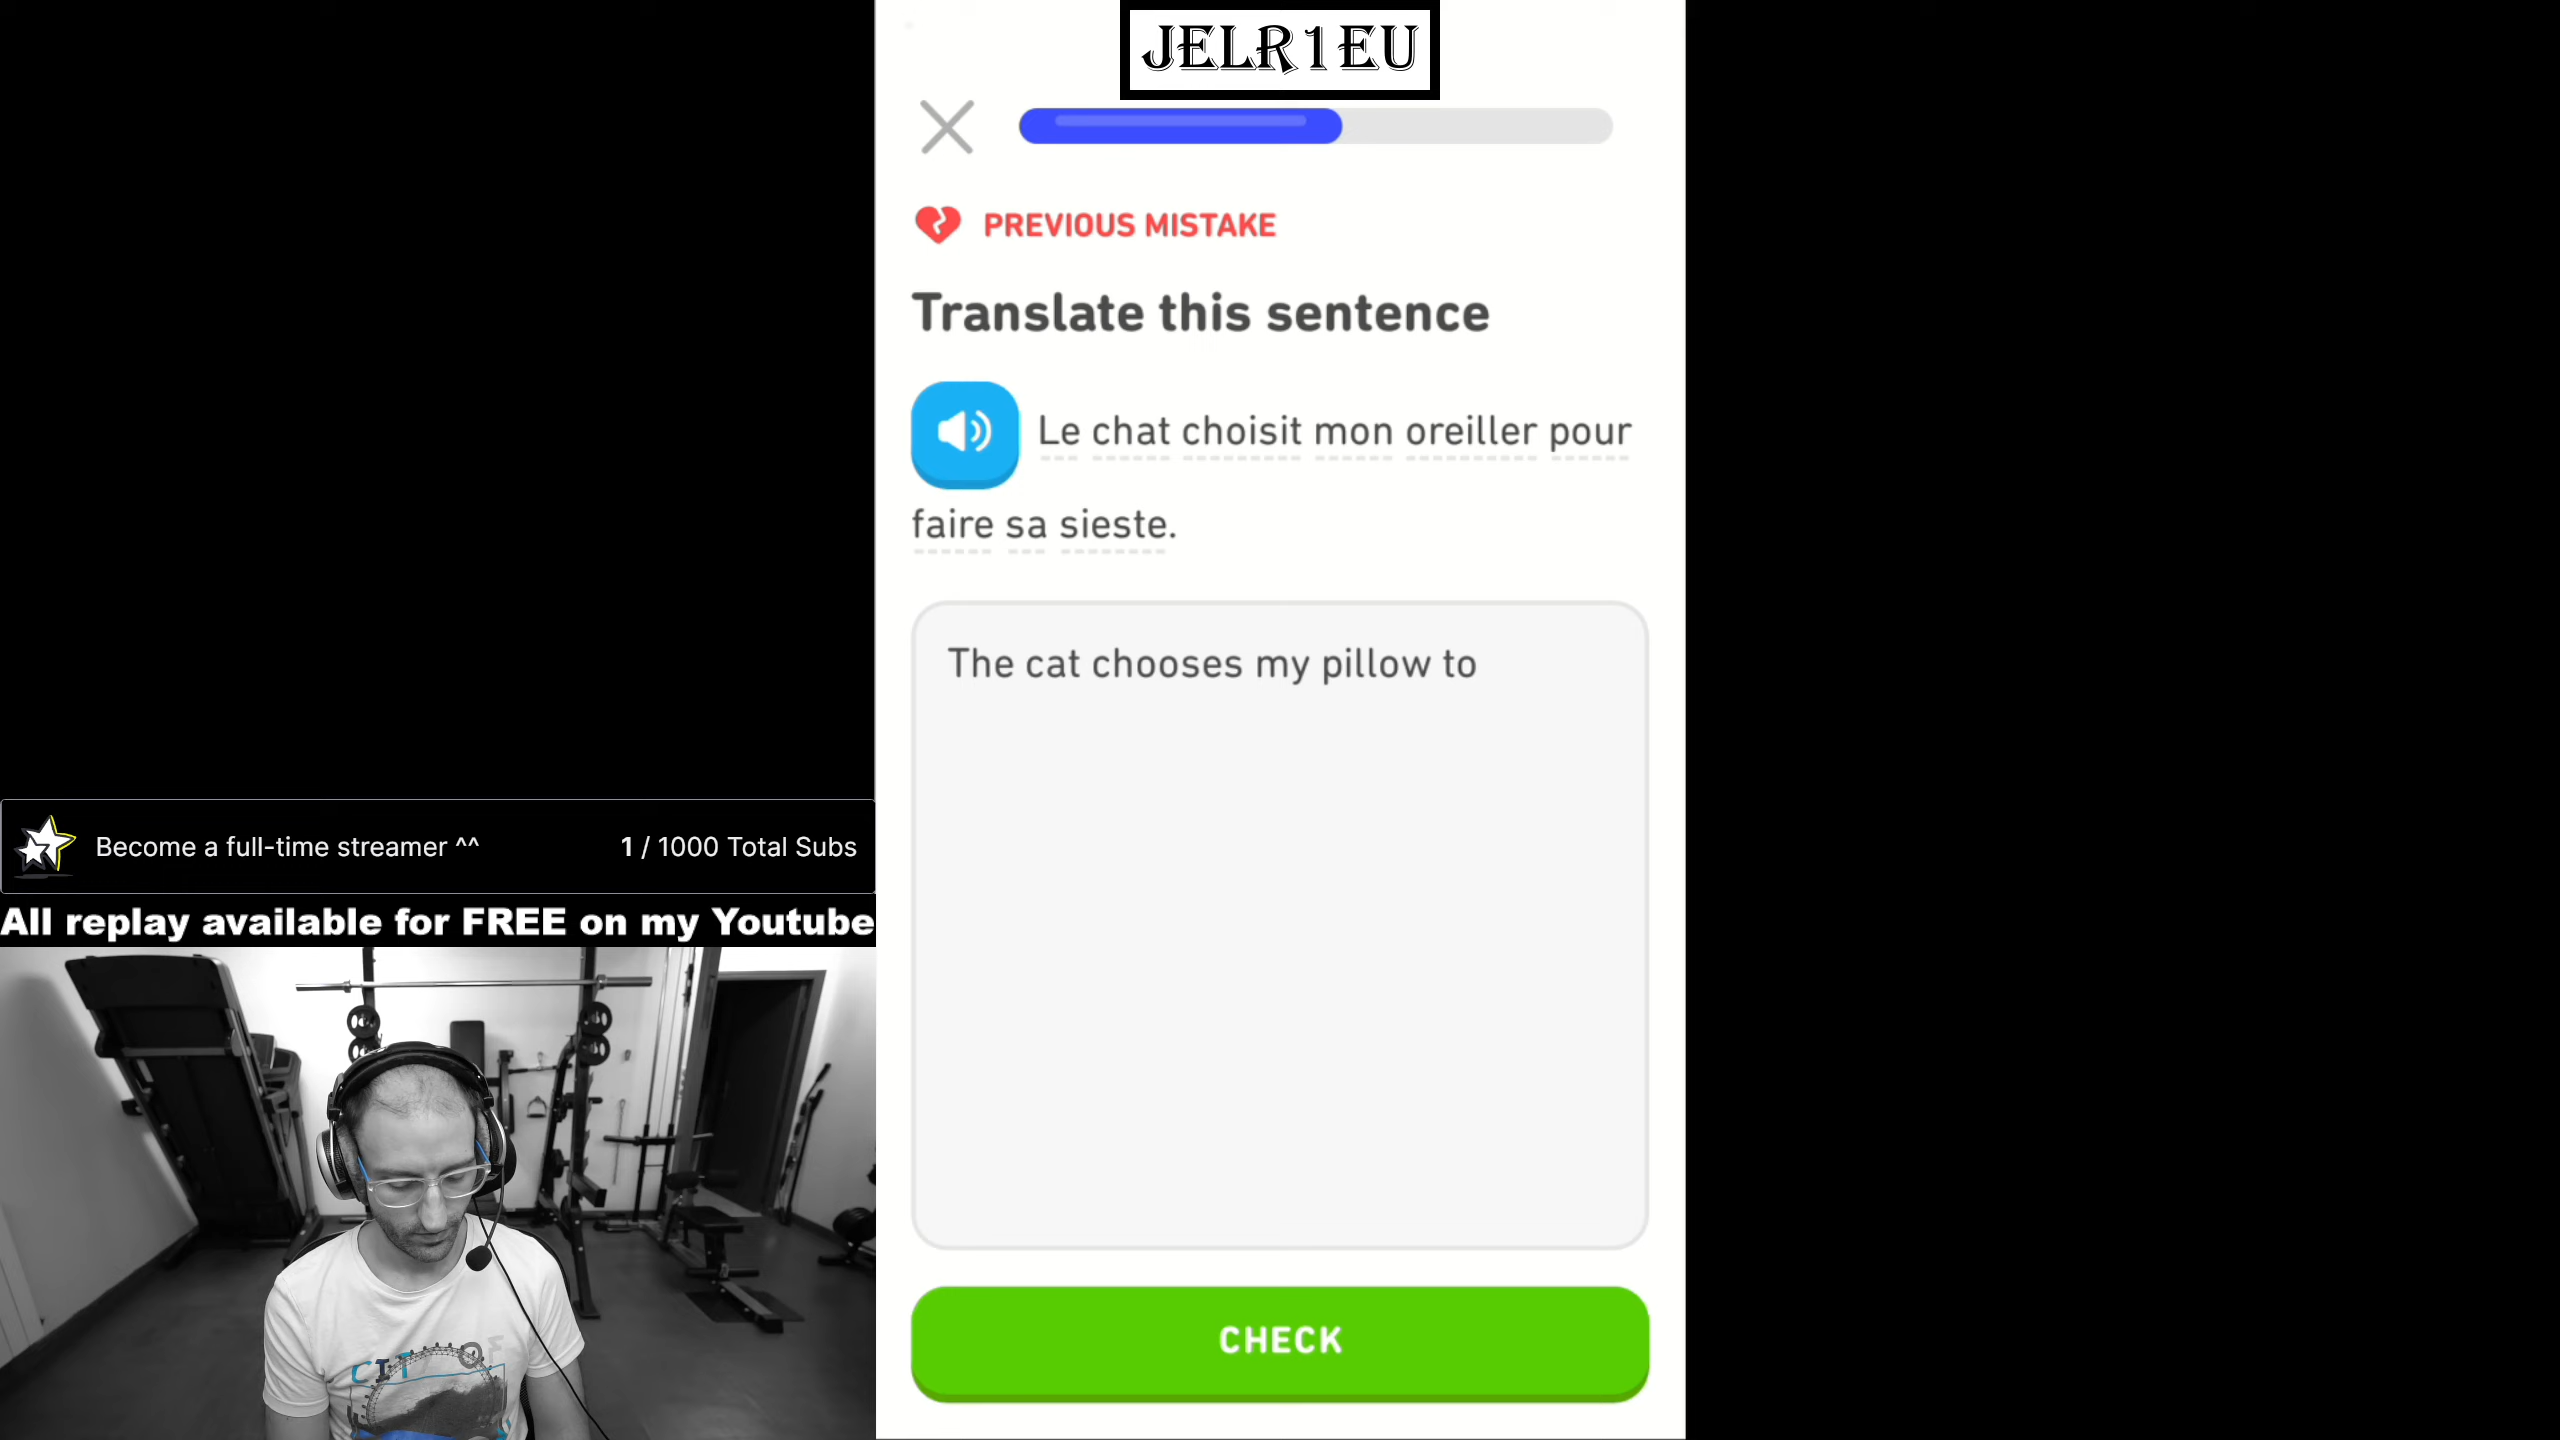 JELR1EU
PREVIOUS MISTAKE
Translate this sentence
Le chat choisit mon oreiller pour
faire sa sieste.
The cat chooses my pillow to
CHECK
Become a full-time streamer ^^ 1 / 1000 Total Subs
All replay available for FREE on my Youtube
CIT OF